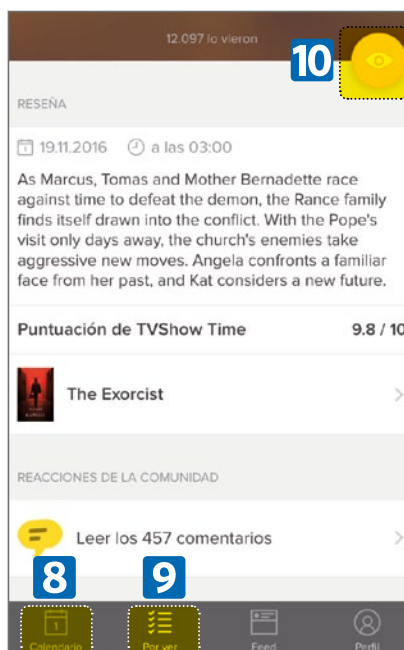 12.097 lo vieron
10
RESEÑA
19.11.2016 a las 03:00
As Marcus, Tomas and Mother Bernadette race
against time to defeat the demon, the Rance family
finds itself drawn into the conflict. With the Pope's
visit only days away, the church's enemies take
aggressive new moves. Angela confronts a familiar
face from her past, and Kat considers a new future.
Puntuación de TVShow Time 9.8 / 10
The Exorcist
REACCIONES DE LA COMUNIDAD
Leer los 457 comentarios
8 9
Calendario Por ver Feed Perfil